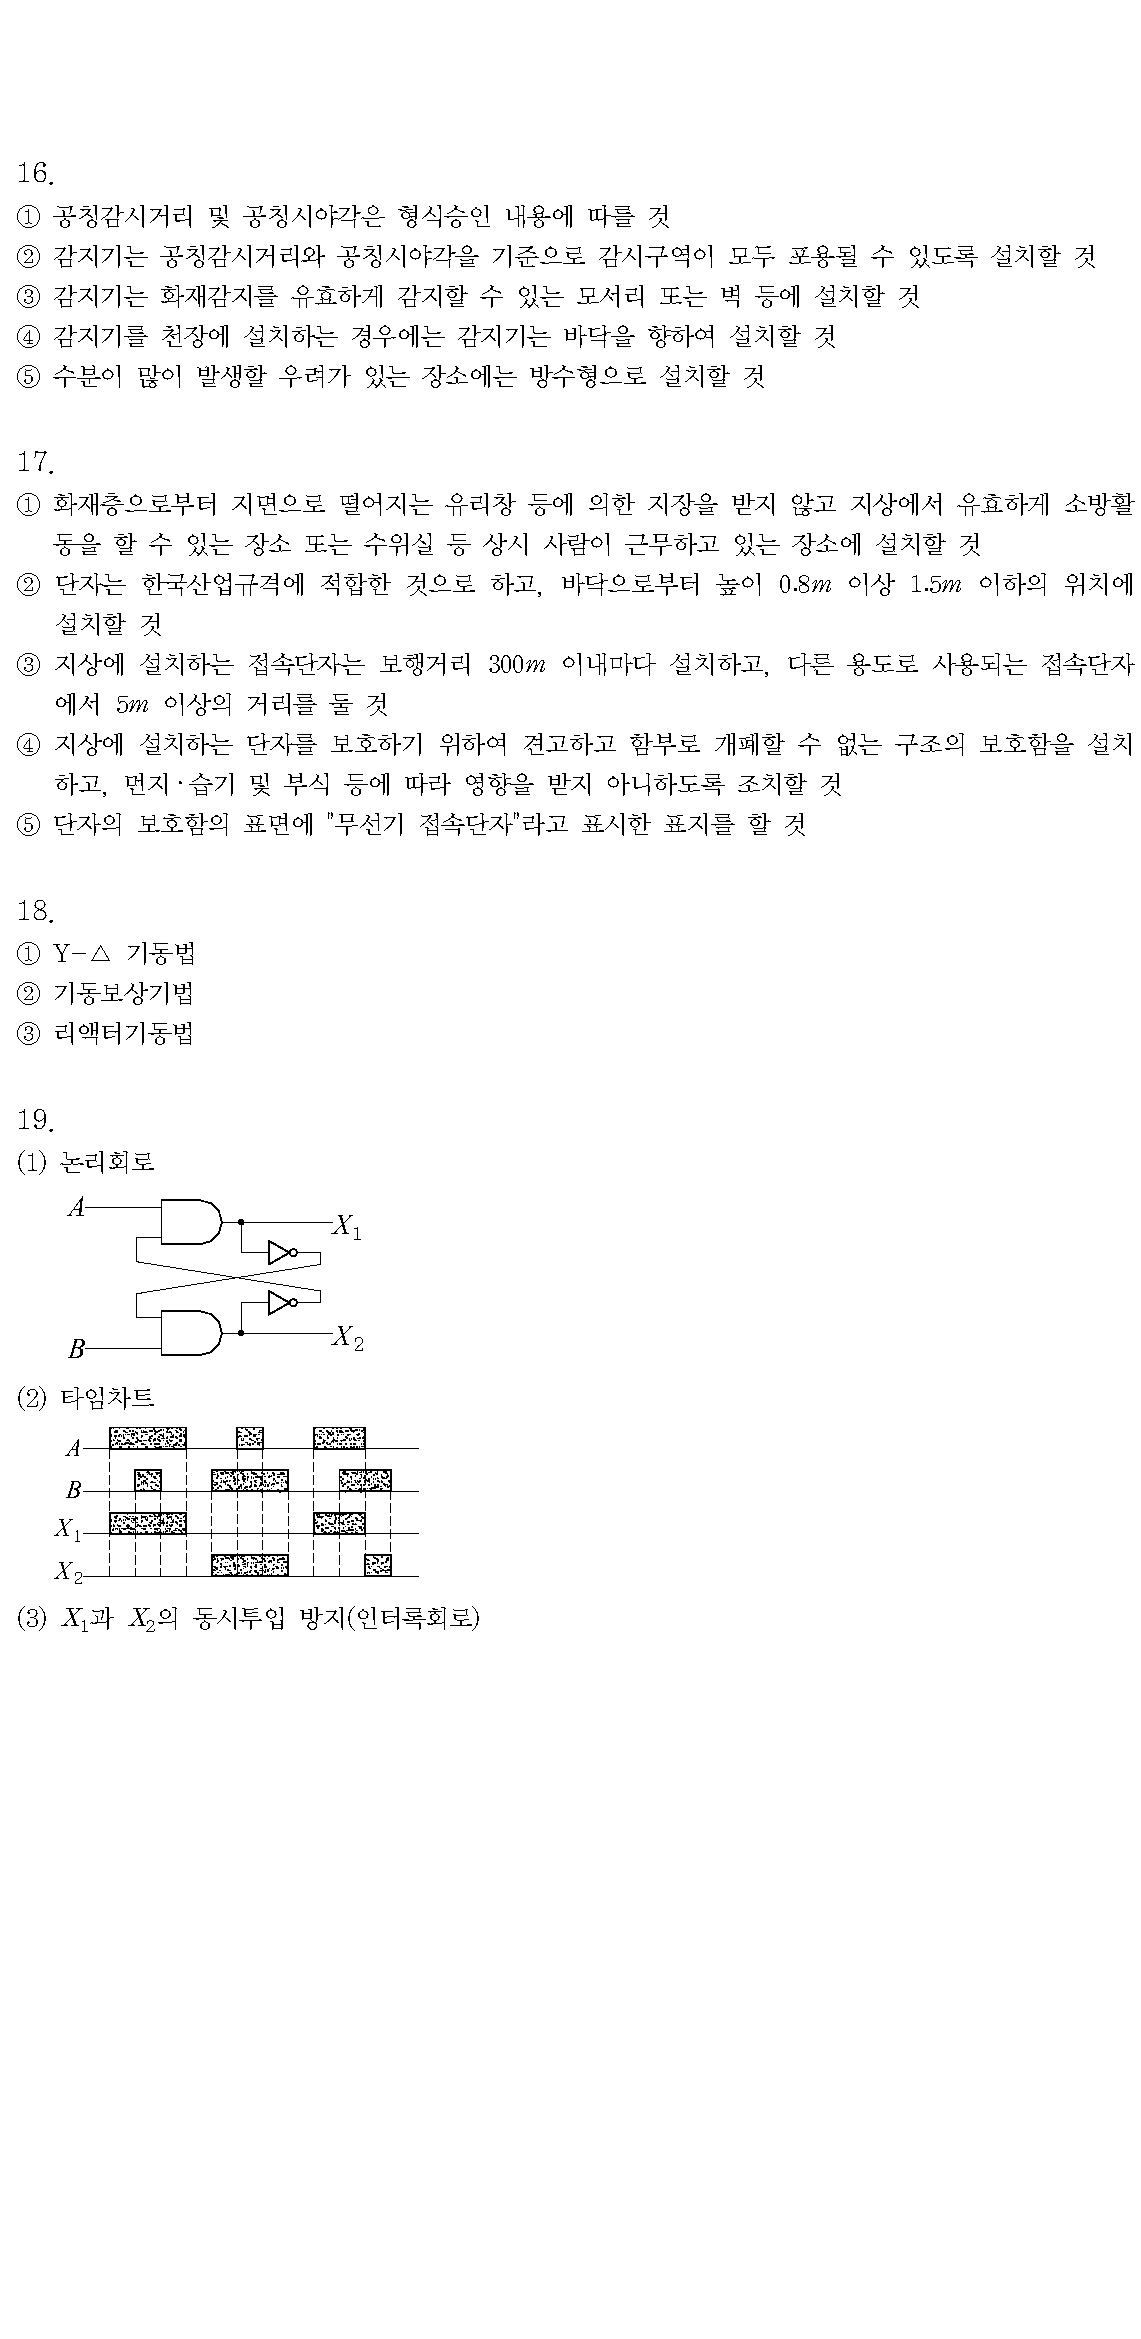 16.
① 공칭감시거리 및 공칭시야각은 형식승인 내용에 따를 것
② 감지기는 공칭감시거리와 공칭시야각을 기준으로 감시구역이 모두 포용될 수 있도록 설치할 것
③ 감지기는 화재감지를 유효하게 감지할 수 있는 모서리 또는 벽 등에 설치할 것
④ 감지기를 천장에 설치하는 경우에는 감지기는 바닥을 향하여 설치할 것
⑤ 수분이 많이 발생할 우려가 있는 장소에는 방수형으로 설치할 것
17.
① 화재층으로부터 지면으로 떨어지는 유리창 등에 의한 지장을 받지 않고 지상에서 유효하게 소방활
동을 할 수 있는 장소 또는 수위실 등 상시 사람이 근무하고 있는 장소에 설치할 것
② 단자는 한국산업규격에 적합한 것으로 하고, 바닥으로부터 높이 0.8m 이상 1.5m 이하의 위치에
설치할 것
③ 지상에 설치하는 접속단자는 보행거리 300m 이내마다 설치하고, 다른 용도로 사용되는 접속단자
에서 5m 이상의 거리를 둘 것
④ 지상에 설치하는 단자를 보호하기 위하여 견고하고 함부로 개폐할 수 없는 구조의 보호함을 설치
하고, 먼지·습기 및 부식 등에 따라 영향을 받지 아니하도록 조치할 것
⑤ 단자의 보호함의 표면에 "무선기 접속단자"라고 표시한 표지를 할 것
18.
① Y-△ 기동법
② 기동보상기법
③ 리액터기동법
19.
(1) 논리회로
A
X1
X2
B
(2) 타임차트
A
B
X1
X2
(3) X1과 X2의 동시투입 방지(인터록회로)